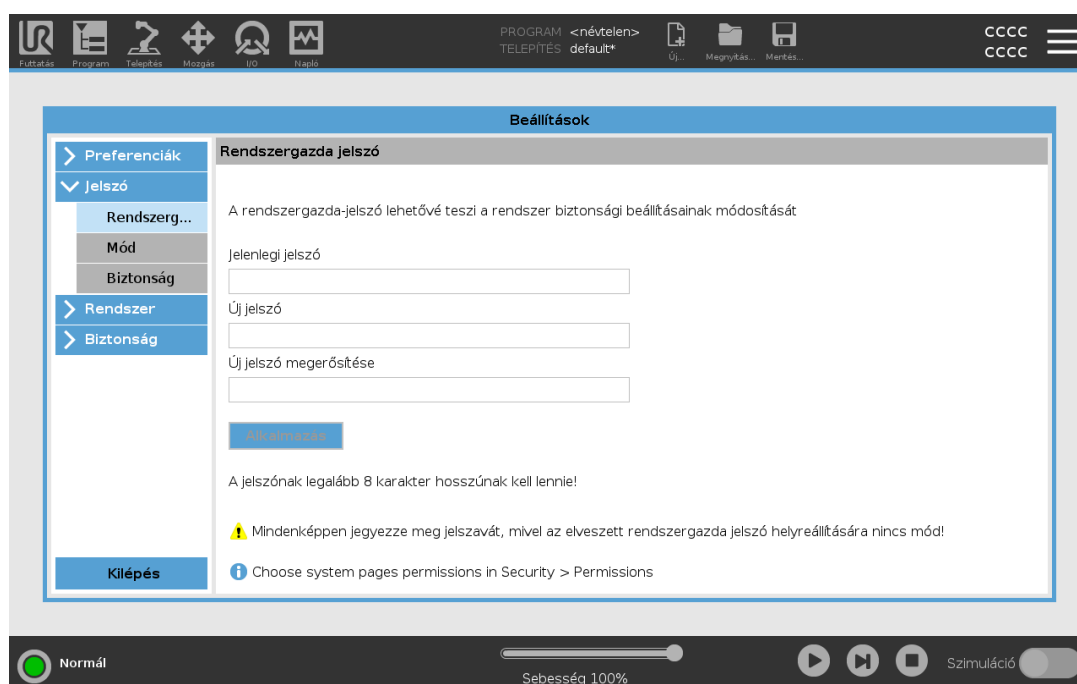 PROGRAM <névtelen>
TELEPÍTÉS default*
cccc
cccc
Futtatás Program Telepítés Mozgás I/O Napló Új... Megnyitás... Mentés...
Beállítások
Preferenciák
Jelszó
Rendszerg...
Mód
Biztonság
Rendszer
Biztonság
Kilépés
Rendszergazda jelszó
A rendszergazda-jelszó lehetővé teszi a rendszer biztonsági beállításainak módosítását
Jelenlegi jelszó
Új jelszó
Új jelszó megerősítése
Alkalmazás
A jelszónak legalább 8 karakter hosszúnak kell lennie!
Mindenképpen jegyezze meg jelszavát, mivel az elveszett rendszergazda jelszó helyreállítására nincs mód!
Choose system pages permissions in Security > Permissions
Normál
Sebesség 100%
Szimuláció